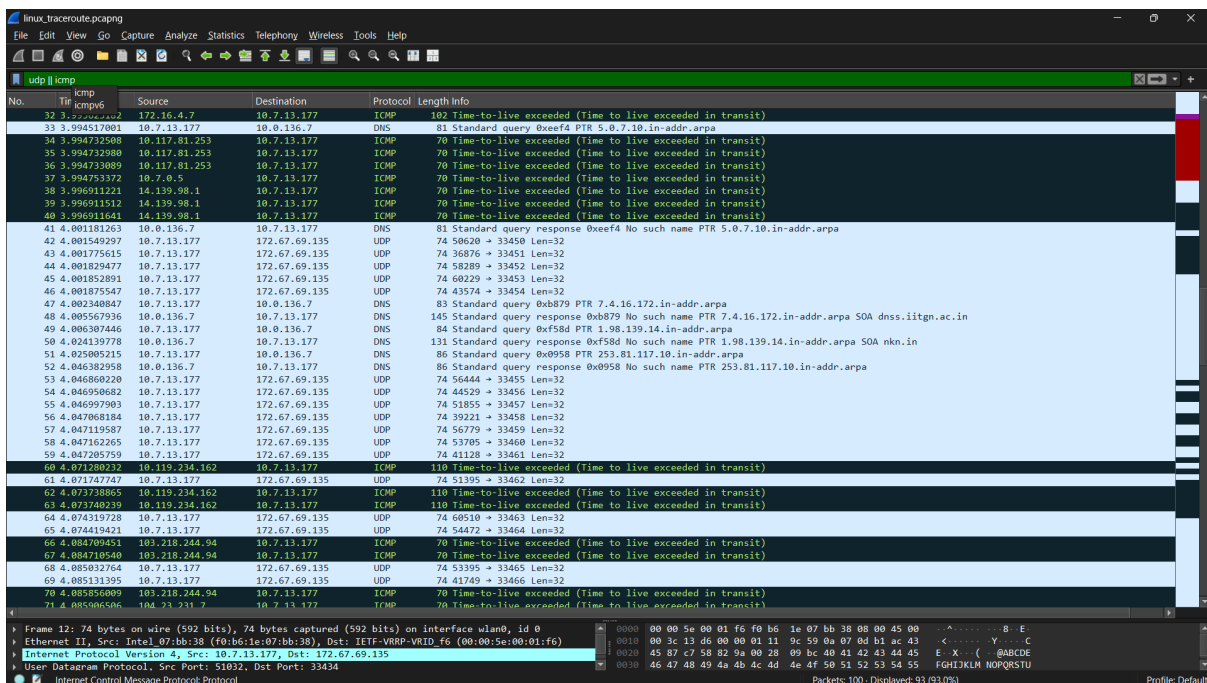 linux_traceroute.pcapng
File Edit View Go Capture Analyze Statistics Telephony Wireless Tools Help
udp || icmp
icmp
icmpv6
No. Source Destination Protocol Length Info
32 172.16.4.7 10.7.13.177 ICMP 102 Time-to-live exceeded (Time to live exceeded in transit)
33 3.994517001 10.7.13.177 10.0.136.7 DNS 81 Standard query 0xeef4 PTR 5.0.7.10.in-addr.arpa
34 3.994732508 10.117.81.253 10.7.13.177 ICMP 70 Time-to-live exceeded (Time to live exceeded in transit)
35 3.994732980 10.117.81.253 10.7.13.177 ICMP 70 Time-to-live exceeded (Time to live exceeded in transit)
36 3.994733089 10.117.81.253 10.7.13.177 ICMP 70 Time-to-live exceeded (Time to live exceeded in transit)
37 3.994753372 10.7.0.5 10.7.13.177 ICMP 70 Time-to-live exceeded (Time to live exceeded in transit)
38 3.996911221 14.139.98.1 10.7.13.177 ICMP 70 Time-to-live exceeded (Time to live exceeded in transit)
39 3.996911512 14.139.98.1 10.7.13.177 ICMP 70 Time-to-live exceeded (Time to live exceeded in transit)
40 3.996911641 14.139.98.1 10.7.13.177 ICMP 70 Time-to-live exceeded (Time to live exceeded in transit)
41 4.001181263 10.0.136.7 10.7.13.177 DNS 81 Standard query response 0xeef4 No such name PTR 5.0.7.10.in-addr.arpa
42 4.001549297 10.7.13.177 172.67.69.135 UDP 74 50620 → 33450 Len=32
43 4.001775615 10.7.13.177 172.67.69.135 UDP 74 36876 → 33451 Len=32
44 4.001829477 10.7.13.177 172.67.69.135 UDP 74 58289 → 33452 Len=32
45 4.001852891 10.7.13.177 172.67.69.135 UDP 74 60229 → 33453 Len=32
46 4.001875547 10.7.13.177 172.67.69.135 UDP 74 43574 → 33454 Len=32
47 4.002340847 10.7.13.177 10.0.136.7 DNS 83 Standard query 0xb879 PTR 7.4.16.172.in-addr.arpa
48 4.005567936 10.0.136.7 10.7.13.177 DNS 145 Standard query response 0xb879 No such name PTR 7.4.16.172.in-addr.arpa SOA dnss.iitgn.ac.in
49 4.006307446 10.7.13.177 10.0.136.7 DNS 84 Standard query 0xf58d PTR 1.98.139.14.in-addr.arpa
50 4.024139778 10.0.136.7 10.7.13.177 DNS 131 Standard query response 0xf58d No such name PTR 1.98.139.14.in-addr.arpa SOA nkn.in
51 4.025005215 10.7.13.177 10.0.136.7 DNS 86 Standard query 0x0958 PTR 253.81.117.10.in-addr.arpa
52 4.046382958 10.0.136.7 10.7.13.177 DNS 86 Standard query response 0x0958 No such name PTR 253.81.117.10.in-addr.arpa
53 4.046860220 10.7.13.177 172.67.69.135 UDP 74 56444 → 33455 Len=32
54 4.046950682 10.7.13.177 172.67.69.135 UDP 74 44529 → 33456 Len=32
55 4.046997903 10.7.13.177 172.67.69.135 UDP 74 51855 → 33457 Len=32
56 4.047068184 10.7.13.177 172.67.69.135 UDP 74 39221 → 33458 Len=32
57 4.047119587 10.7.13.177 172.67.69.135 UDP 74 56779 → 33459 Len=32
58 4.047162265 10.7.13.177 172.67.69.135 UDP 74 53705 → 33460 Len=32
59 4.047205759 10.7.13.177 172.67.69.135 UDP 74 41128 → 33461 Len=32
60 4.071280232 10.119.234.162 10.7.13.177 ICMP 110 Time-to-live exceeded (Time to live exceeded in transit)
61 4.071747747 10.7.13.177 172.67.69.135 UDP 74 51395 → 33462 Len=32
62 4.073738865 10.119.234.162 10.7.13.177 ICMP 110 Time-to-live exceeded (Time to live exceeded in transit)
63 4.073740239 10.119.234.162 10.7.13.177 ICMP 110 Time-to-live exceeded (Time to live exceeded in transit)
64 4.074319728 10.7.13.177 172.67.69.135 UDP 74 60510 → 33463 Len=32
65 4.074419421 10.7.13.177 172.67.69.135 UDP 74 54472 → 33464 Len=32
66 4.084709451 103.218.244.94 10.7.13.177 ICMP 70 Time-to-live exceeded (Time to live exceeded in transit)
67 4.084710540 103.218.244.94 10.7.13.177 ICMP 70 Time-to-live exceeded (Time to live exceeded in transit)
68 4.085032764 10.7.13.177 172.67.69.135 UDP 74 53395 → 33465 Len=32
69 4.085131395 10.7.13.177 172.67.69.135 UDP 74 41749 → 33466 Len=32
70 4.085856009 103.218.244.94 10.7.13.177 ICMP 70 Time-to-live exceeded (Time to live exceeded in transit)
71 4.085906506 104.23.231.7 10.7.13.177 ICMP 70 Time-to-live exceeded (Time to live exceeded in transit)
Frame 12: 74 bytes on wire (592 bits), 74 bytes captured (592 bits) on interface wlan0, id 0
Ethernet II, Src: Intel_07:bb:38 (f0:b6:1e:07:bb:38), Dst: IETF-VRRP-VRID_f6 (00:00:5e:00:01:f6)
Internet Protocol Version 4, Src: 10.7.13.177, Dst: 172.67.69.135
User Datagram Protocol, Src Port: 51032, Dst Port: 33434
0000 00 00 5e 00 01 f6 f0 b6 1e 07 bb 38 08 00 45 00 ··^····· ···8··E·
0010 00 3c 13 d6 00 00 01 11 9c 59 0a 07 0d b1 ac 43 ·<······ ·Y·····C
0020 45 87 c7 58 82 9a 00 28 09 bc 40 41 42 43 44 45 E··X···( ··@ABCDE
0030 46 47 48 49 4a 4b 4c 4d 4e 4f 50 51 52 53 54 55 FGHIJKLM NOPQRSTU
Internet Control Message Protocol: Protocol
Packets: 100 · Displayed: 93 (93.0%)
Profile: Default